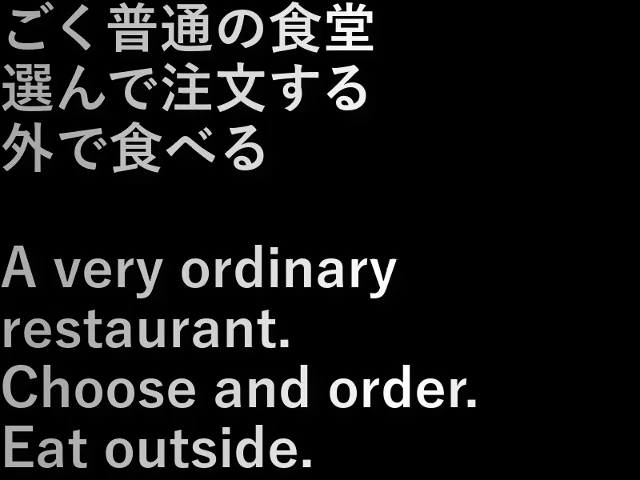 ごく普通の食堂
選んで注文する
外で食べる
A very ordinary
restaurant.
Choose and order.
Eat outside.